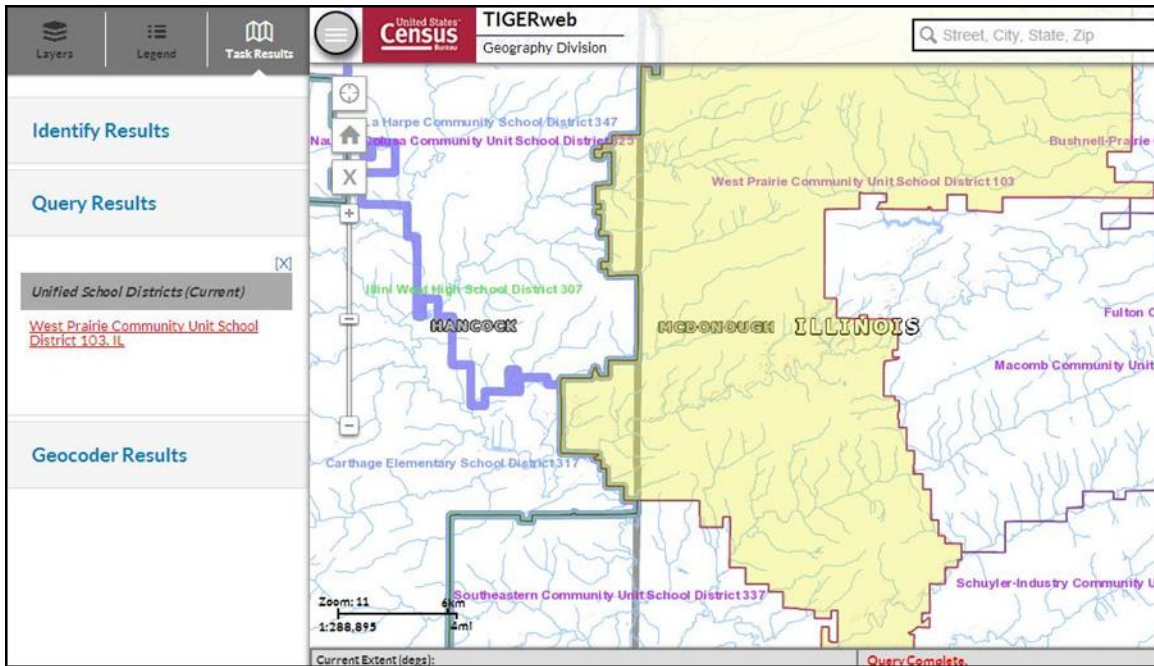 Layers
Legend
Task Results
United States™
Census
Bureau
TIGERweb
Geography Division
Street, City, State, Zip
Identify Results
Query Results
[X]
Unified School Districts (Current)
West Prairie Community Unit School
District 103, IL
Geocoder Results
X
La Harpe Community School District 347
Colusa Community Unit School District 325
Bushnell-Prairie
West Prairie Community Unit School District 103
Illini West High School District 307
HANCOCK
MCDONOUGH
ILLINOIS
Fulton C
Macomb Community Unit
Carthage Elementary School District 317
Schuyler-Industry Community U
Southeastern Community Unit School District 337
Zoom: 11
6km
1:288,895
4mi
Current Extent (degs):
Query Complete.